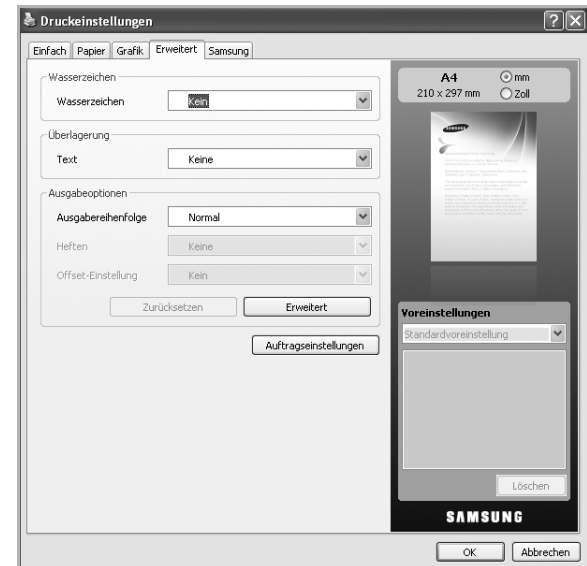 Druckeinstellungen
Einfach Papier Grafik Erweitert Samsung
Wasserzeichen
Wasserzeichen Kein
Überlagerung
Text Keine
Ausgabeoptionen
Ausgabereihenfolge Normal
Heften Keine
Offset-Einstellung Kein
Zurücksetzen Erweitert
Auftragseinstellungen
A4 mm
210 x 297 mm Zoll
SAMSUNG
Voreinstellungen
Standardvoreinstellung
Löschen
SAMSUNG
OK Abbrechen